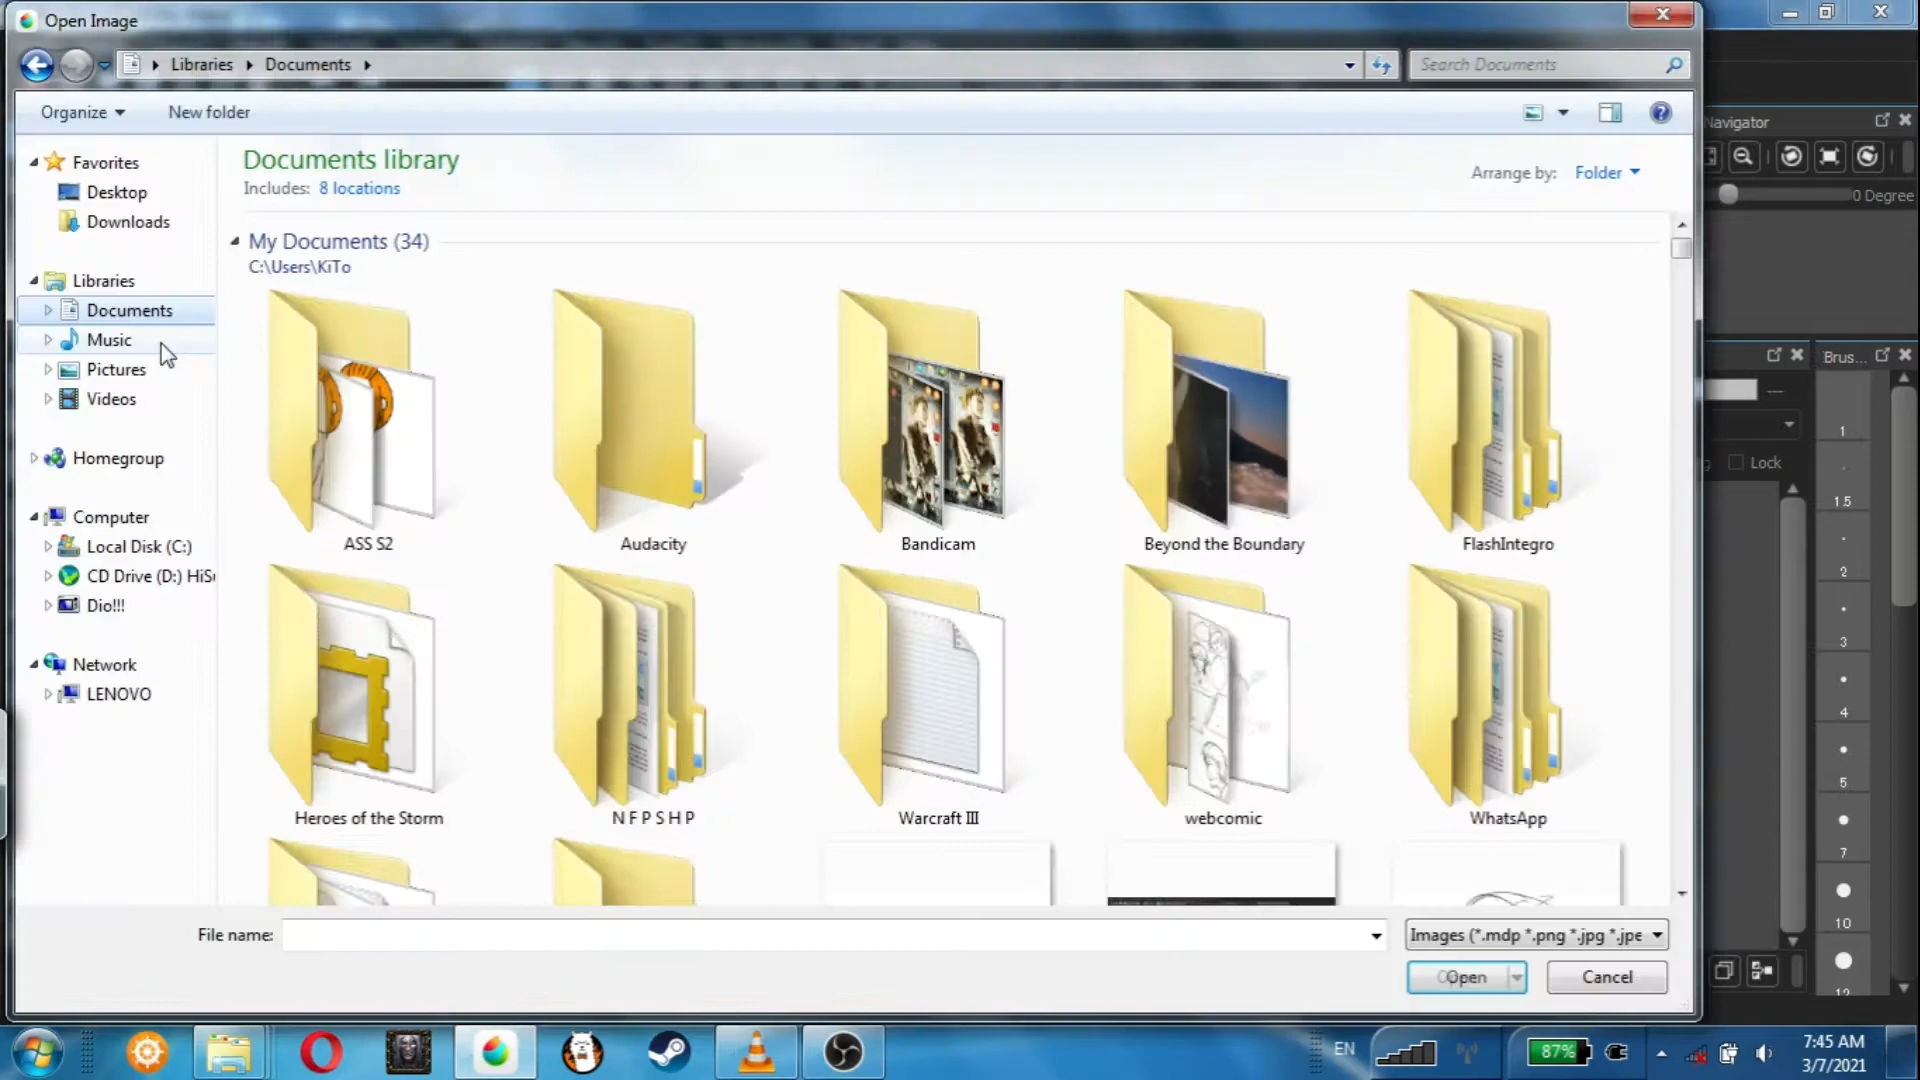 Open Image
Libraries Documents
Search Documents
Organize New folder
Favorites
Desktop
Downloads
Libraries
Documents
Music
Pictures
Videos
Homegroup
Computer
Local Disk (C:)
CD Drive (D:) HiS
Dio!!!
Network
LENOVO
Documents library
Includes: 8 locations
Arrange by: Folder
My Documents (34)
C:\Users\KiTo
ASS S2
Audacity
Bandicam
Beyond the Boundary
FlashIntegro
Heroes of the Storm
N F P S H P
Warcraft III
webcomic
WhatsApp
File name:
Images (*.mdp *.png *.jpg *.jpe
Open
Cancel
Navigator
0 Degree
Brus...
Lock
1
1.5
2
3
4
5
7
10
12
EN
87%
7:45 AM
3/7/2021